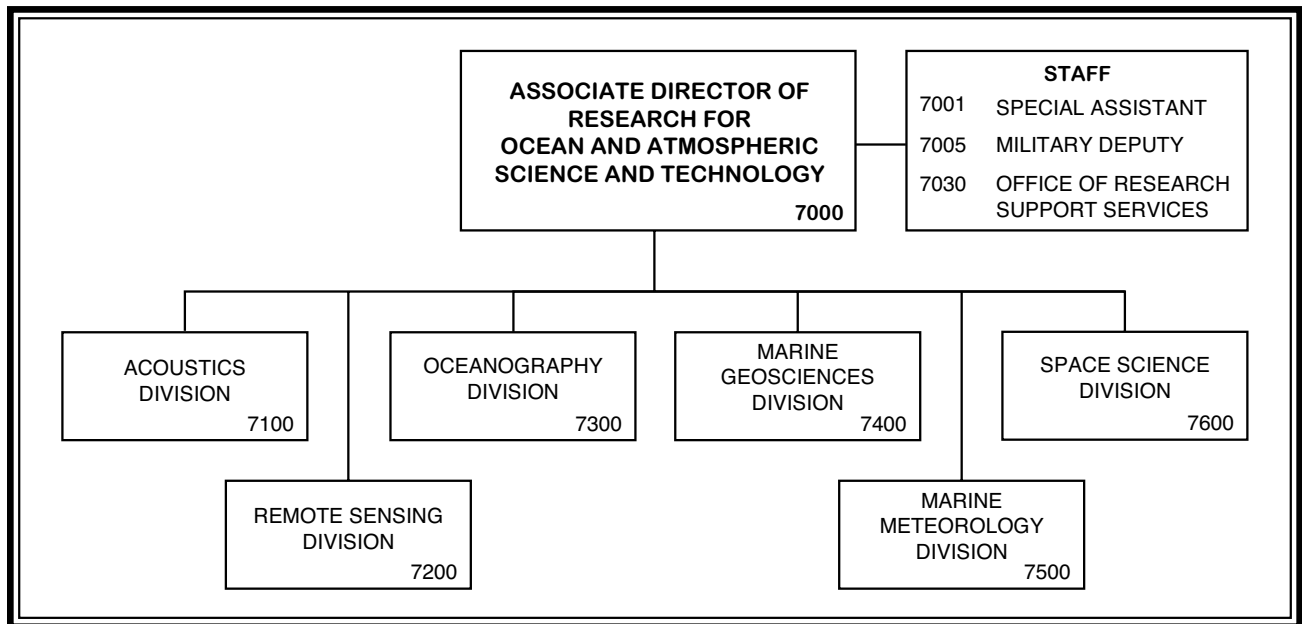 ASSOCIATE DIRECTOR OF
RESEARCH FOR
OCEAN AND ATMOSPHERIC
SCIENCE AND TECHNOLOGY
7000
STAFF
7001 SPECIAL ASSISTANT
7005 MILITARY DEPUTY
7030 OFFICE OF RESEARCH
SUPPORT SERVICES
ACOUSTICS
DIVISION
7100
OCEANOGRAPHY
DIVISION
7300
MARINE
GEOSCIENCES
DIVISION
7400
SPACE SCIENCE
DIVISION
7600
REMOTE SENSING
DIVISION
7200
MARINE
METEOROLOGY
DIVISION
7500